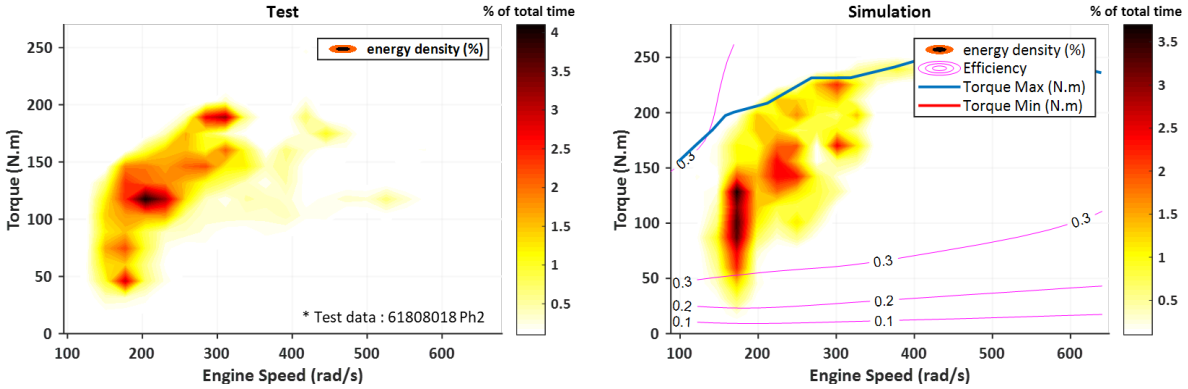 Test
% of total time
energy density (%)
250
200
150
100
50
0
Torque (N.m)
* Test data : 61808018 Ph2
100 200 300 400 500 600
Engine Speed (rad/s)
4
3.5
3
2.5
2
1.5
1
0.5
Simulation
% of total time
energy density (%)
Efficiency
Torque Max (N.m)
Torque Min (N.m)
250
200
150
100
50
0
Torque (N.m)
0.3
0.3
0.3
0.3
0.2
0.2
0.1
0.1
100 200 300 400 500 600
Engine Speed (rad/s)
3.5
3
2.5
2
1.5
1
0.5